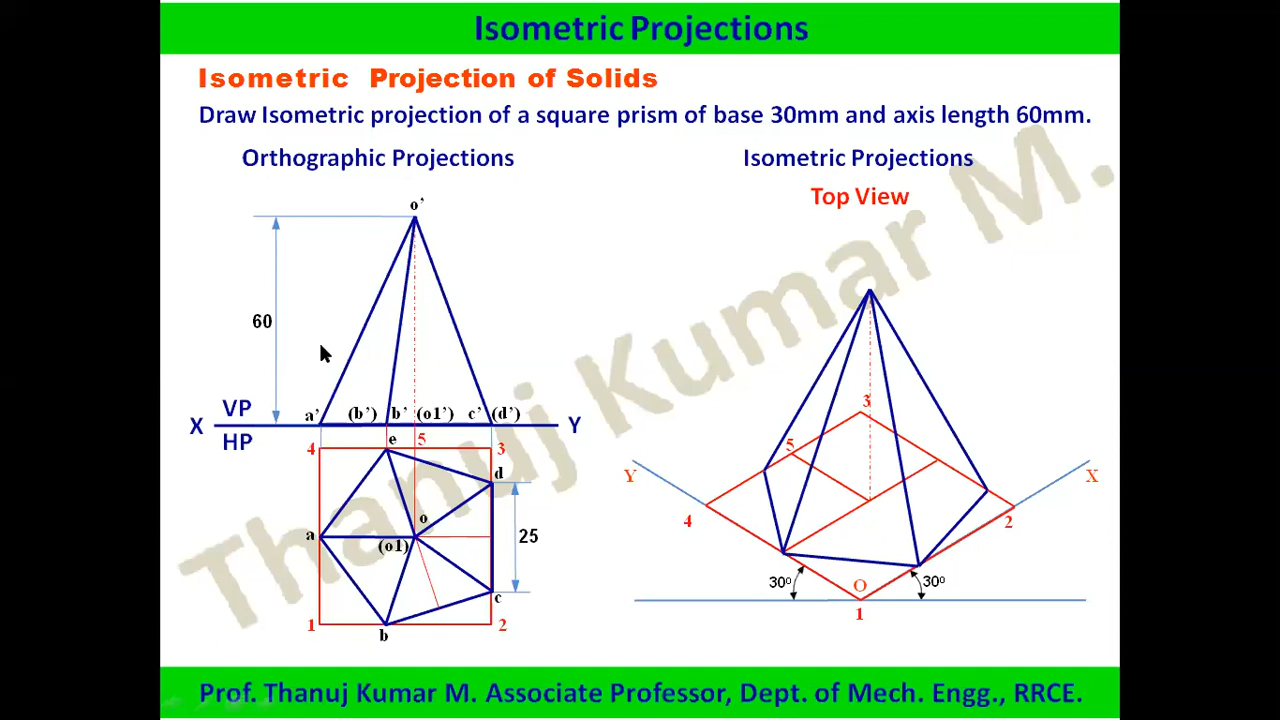 Isometric Projections
Isometric Projection of Solids
Draw Isometric projection of a square prism of base 30mm and axis length 60mm.
Orthographic Projections
Isometric Projections
Top View
o'
60
VP
X
HP
a'
(b')
b'
(o1')
c'
(d')
Y
4
e
5
3
d
a
o
(o1)
25
c
1
b
2
3
5
Y
X
4
2
30⁰
O
30⁰
1
Thanuj Kumar M.
Prof. Thanuj Kumar M. Associate Professor, Dept. of Mech. Engg., RRCE.